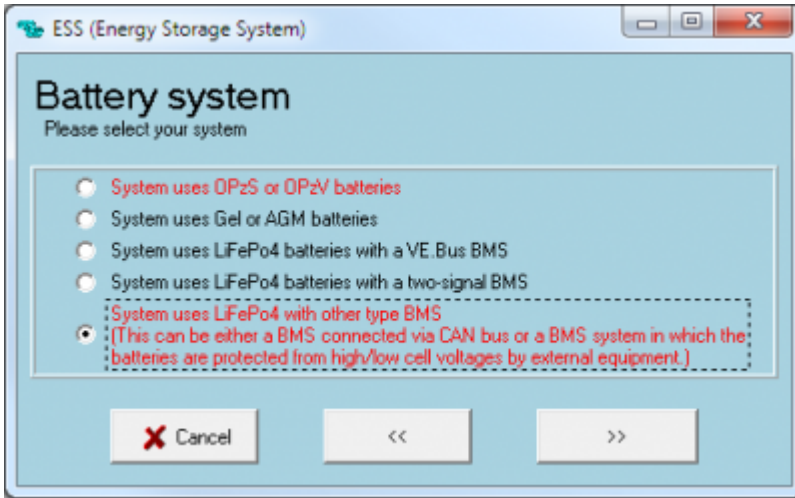 ESS (Energy Storage System)
Battery system
Please select your system
System uses OPzS or OPzV batteries
System uses Gel or AGM batteries
System uses LiFePo4 batteries with a VE.Bus BMS
System uses LiFePo4 batteries with a two-signal BMS
System uses LiFePo4 with other type BMS
(This can be either a BMS connected via CAN bus or a BMS system in which the
batteries are protected from high/low cell voltages by external equipment.)
Cancel << >>